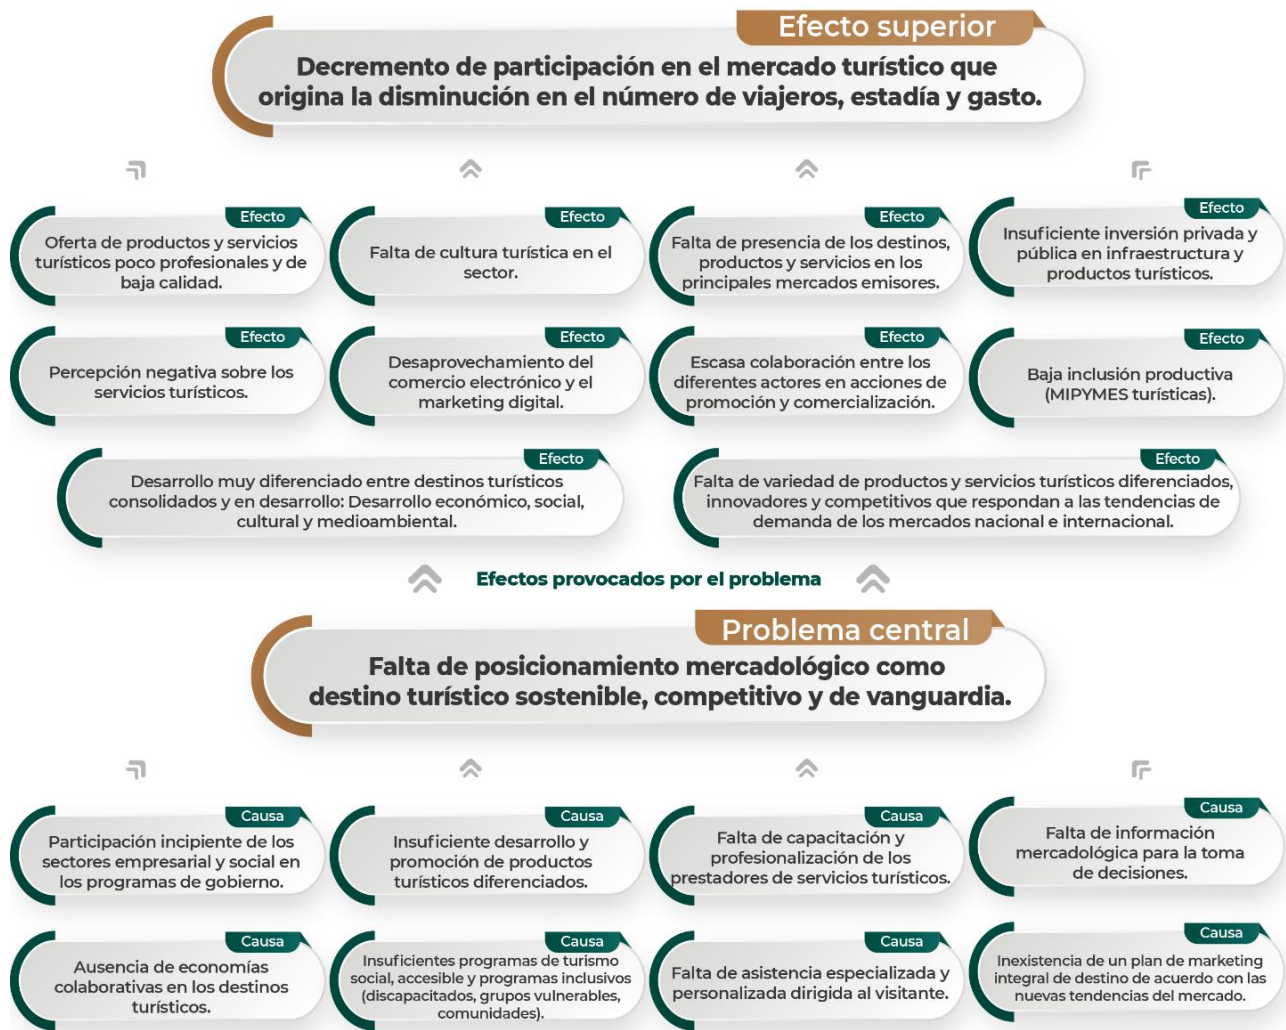 Efecto superior
Decremento de participación en el mercado turístico que
origina la disminución en el número de viajeros, estadía y gasto.
Efecto
Oferta de productos y servicios
turísticos poco profesionales y de
baja calidad.
Efecto
Falta de cultura turística en el
sector.
Efecto
Falta de presencia de los destinos,
productos y servicios en los
principales mercados emisores.
Efecto
Insuficiente inversión privada y
pública en infraestructura y
productos turísticos.
Efecto
Percepción negativa sobre los
servicios turísticos.
Efecto
Desaprovechamiento del
comercio electrónico y el
marketing digital.
Efecto
Escasa colaboración entre los
diferentes actores en acciones de
promoción y comercialización.
Efecto
Baja inclusión productiva
(MIPYMES turísticas).
Efecto
Desarrollo muy diferenciado entre destinos turísticos
consolidados y en desarrollo: Desarrollo económico, social,
cultural y medioambiental.
Efecto
Falta de variedad de productos y servicios turísticos diferenciados,
innovadores y competitivos que respondan a las tendencias de
demanda de los mercados nacional e internacional.
Efectos provocados por el problema
Problema central
Falta de posicionamiento mercadológico como
destino turístico sostenible, competitivo y de vanguardia.
Causa
Participación incipiente de los
sectores empresarial y social en
los programas de gobierno.
Causa
Insuficiente desarrollo y
promoción de productos
turísticos diferenciados.
Causa
Falta de capacitación y
profesionalización de los
prestadores de servicios turísticos.
Causa
Falta de información
mercadológica para la toma
de decisiones.
Causa
Ausencia de economías
colaborativas en los destinos
turísticos.
Causa
Insuficientes programas de turismo
social, accesible y programas inclusivos
(discapacitados, grupos vulnerables,
comunidades).
Causa
Falta de asistencia especializada y
personalizada dirigida al visitante.
Causa
Inexistencia de un plan de marketing
integral de destino de acuerdo con las
nuevas tendencias del mercado.